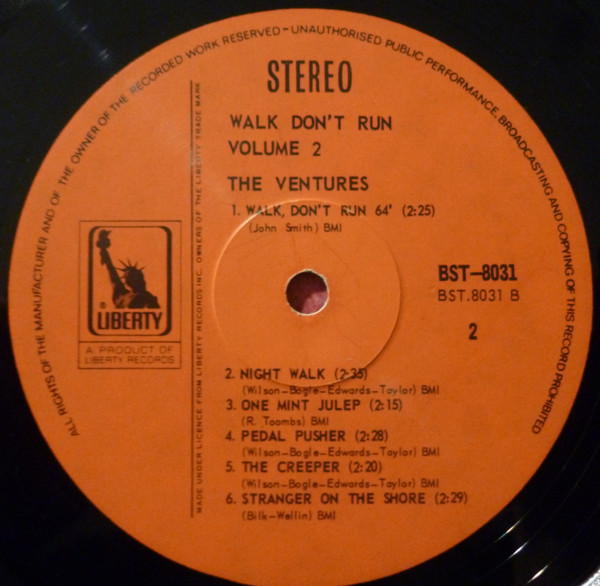 ALL RIGHTS OF THE MANUFACTURER AND OF THE OWNER OF THE RECORDED WORK RESERVED—UNAUTHORISED PUBLIC PERFORMANCE, BROADCASTING AND COPYING OF THIS RECORD PROHIBITED
STEREO
WALK DON'T RUN
VOLUME 2
THE VENTURES
1. WALK, DON'T RUN 64' (2:25)
(John Smith) BMI
BST—8031
BST.8031 B
2
® LIBERTY
A PRODUCT OF
LIBERTY RECORDS
MADE UNDER LICENCE FROM LIBERTY RECORDS INC. OWNERS OF THE LIBERTY TRADE MARK
2. NIGHT WALK (2:35)
(Wilson—Bogle—Edwards—Taylor) BMI
3. ONE MINT JULEP (2:15)
(R. Toombs) BMI
4. PEDAL PUSHER (2:28)
(Wilson—Bogle—Edwards—Taylor) BMI
5. THE CREEPER (2:20)
(Wilson—Bogle—Edwards—Taylor) BMI
6. STRANGER ON THE SHORE (2:29)
(Bilk—Wellin) BMI